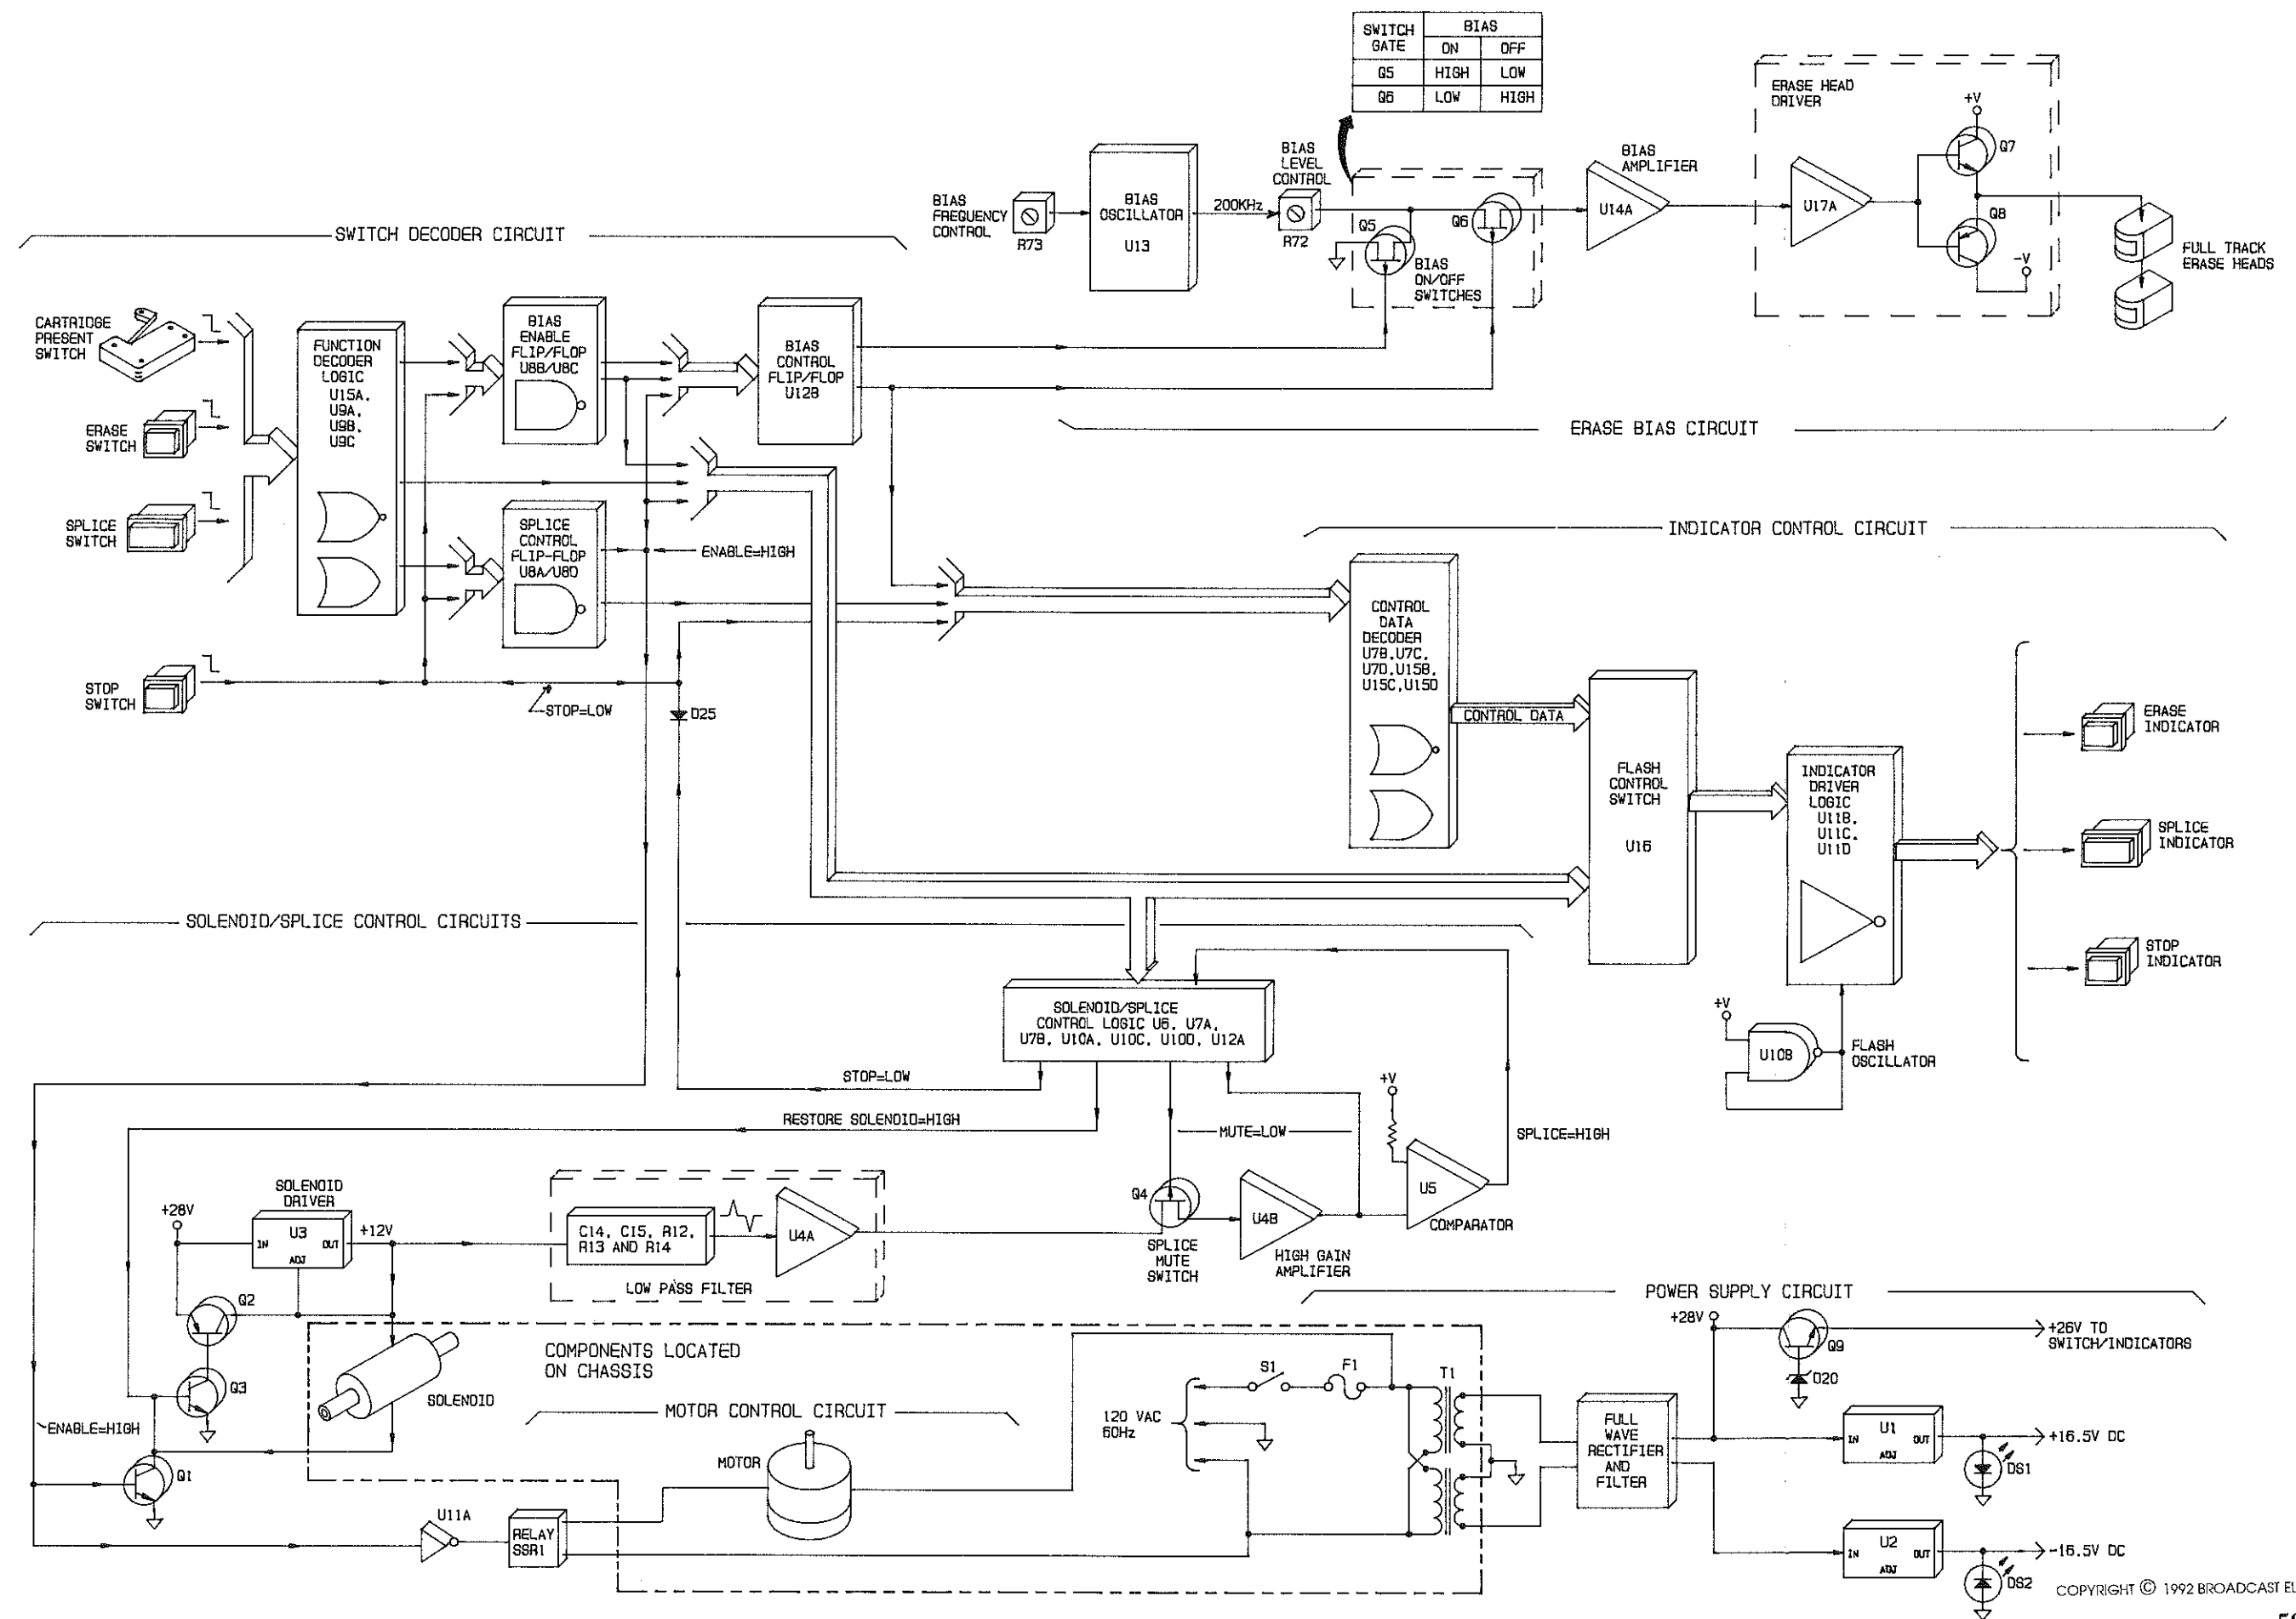 SWITCH GATE BIAS
ON OFF
Q5 HIGH LOW
Q6 LOW HIGH
ERASE HEAD
DRIVER
+V
Q7
Q8
-V
U17A
FULL TRACK
ERASE HEADS
BIAS
AMPLIFIER
U14A
BIAS
LEVEL
CONTROL
R72
200KHz
BIAS
OSCILLATOR
U13
BIAS
FREQUENCY
CONTROL
R73
Q5
Q6
BIAS
ON/OFF
SWITCHES
ERASE BIAS CIRCUIT
SWITCH DECODER CIRCUIT
CARTRIDGE
PRESENT
SWITCH
ERASE
SWITCH
SPLICE
SWITCH
STOP
SWITCH
FUNCTION
DECODER
LOGIC
U15A,
U9A,
U9B,
U9C
BIAS
ENABLE
FLIP/FLOP
U8B/U8C
BIAS
CONTROL
FLIP/FLOP
U12B
SPLICE
CONTROL
FLIP-FLOP
U8A/U8D
ENABLE=HIGH
STOP=LOW
D25
INDICATOR CONTROL CIRCUIT
CONTROL
DATA
DECODER
U7B,U7C,
U7D,U15B,
U15C,U15D
CONTROL DATA
FLASH
CONTROL
SWITCH
U16
INDICATOR
DRIVER
LOGIC
U11B,
U11C,
U11D
ERASE
INDICATOR
SPLICE
INDICATOR
STOP
INDICATOR
+V
U10B
FLASH
OSCILLATOR
SOLENOID/SPLICE CONTROL CIRCUITS
SOLENOID/SPLICE
CONTROL LOGIC U6, U7A,
U7B, U10A, U10C, U10D, U12A
STOP=LOW
RESTORE SOLENOID=HIGH
MUTE=LOW
+V
SPLICE=HIGH
Q4
SPLICE
MUTE
SWITCH
U4B
HIGH GAIN
AMPLIFIER
U5
COMPARATOR
SOLENOID
DRIVER
+28V
U3
IN OUT
ADJ
+12V
C14, C15, R12,
R13 AND R14
U4A
LOW PASS FILTER
Q2
Q3
SOLENOID
ENABLE=HIGH
Q1
COMPONENTS LOCATED
ON CHASSIS
MOTOR CONTROL CIRCUIT
MOTOR
U11A
RELAY
SSR1
120 VAC
60Hz
S1
F1
T1
POWER SUPPLY CIRCUIT
+28V
Q9
D20
+26V TO
SWITCH/INDICATORS
FULL
WAVE
RECTIFIER
AND
FILTER
U1
IN OUT
ADJ
+16.5V DC
DS1
U2
IN OUT
ADJ
-16.5V DC
DS2
COPYRIGHT © 1992 BROADCAST EL